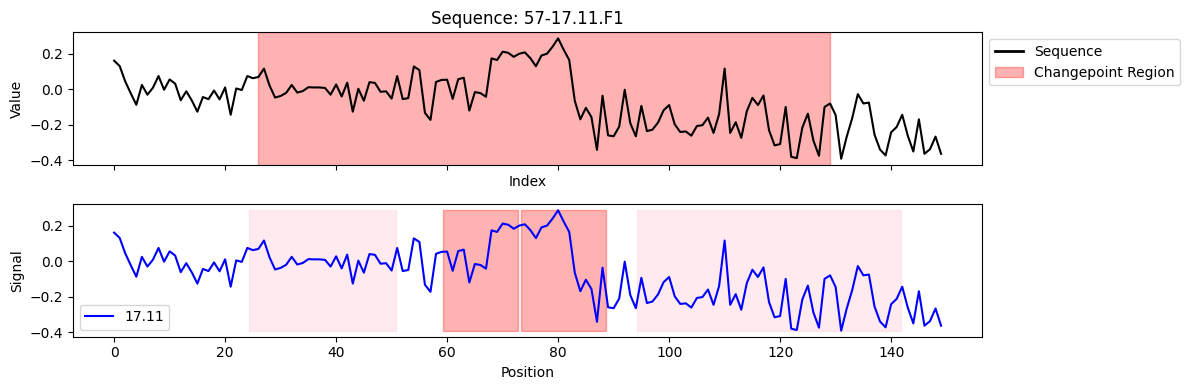 Sequence: 57-17.11.F1
Value
0.2
0.0
−0.2
−0.4
Index
Sequence
Changepoint Region
Signal
0.2
0.0
−0.2
−0.4
17.11
0 20 40 60 80 100 120 140
Position